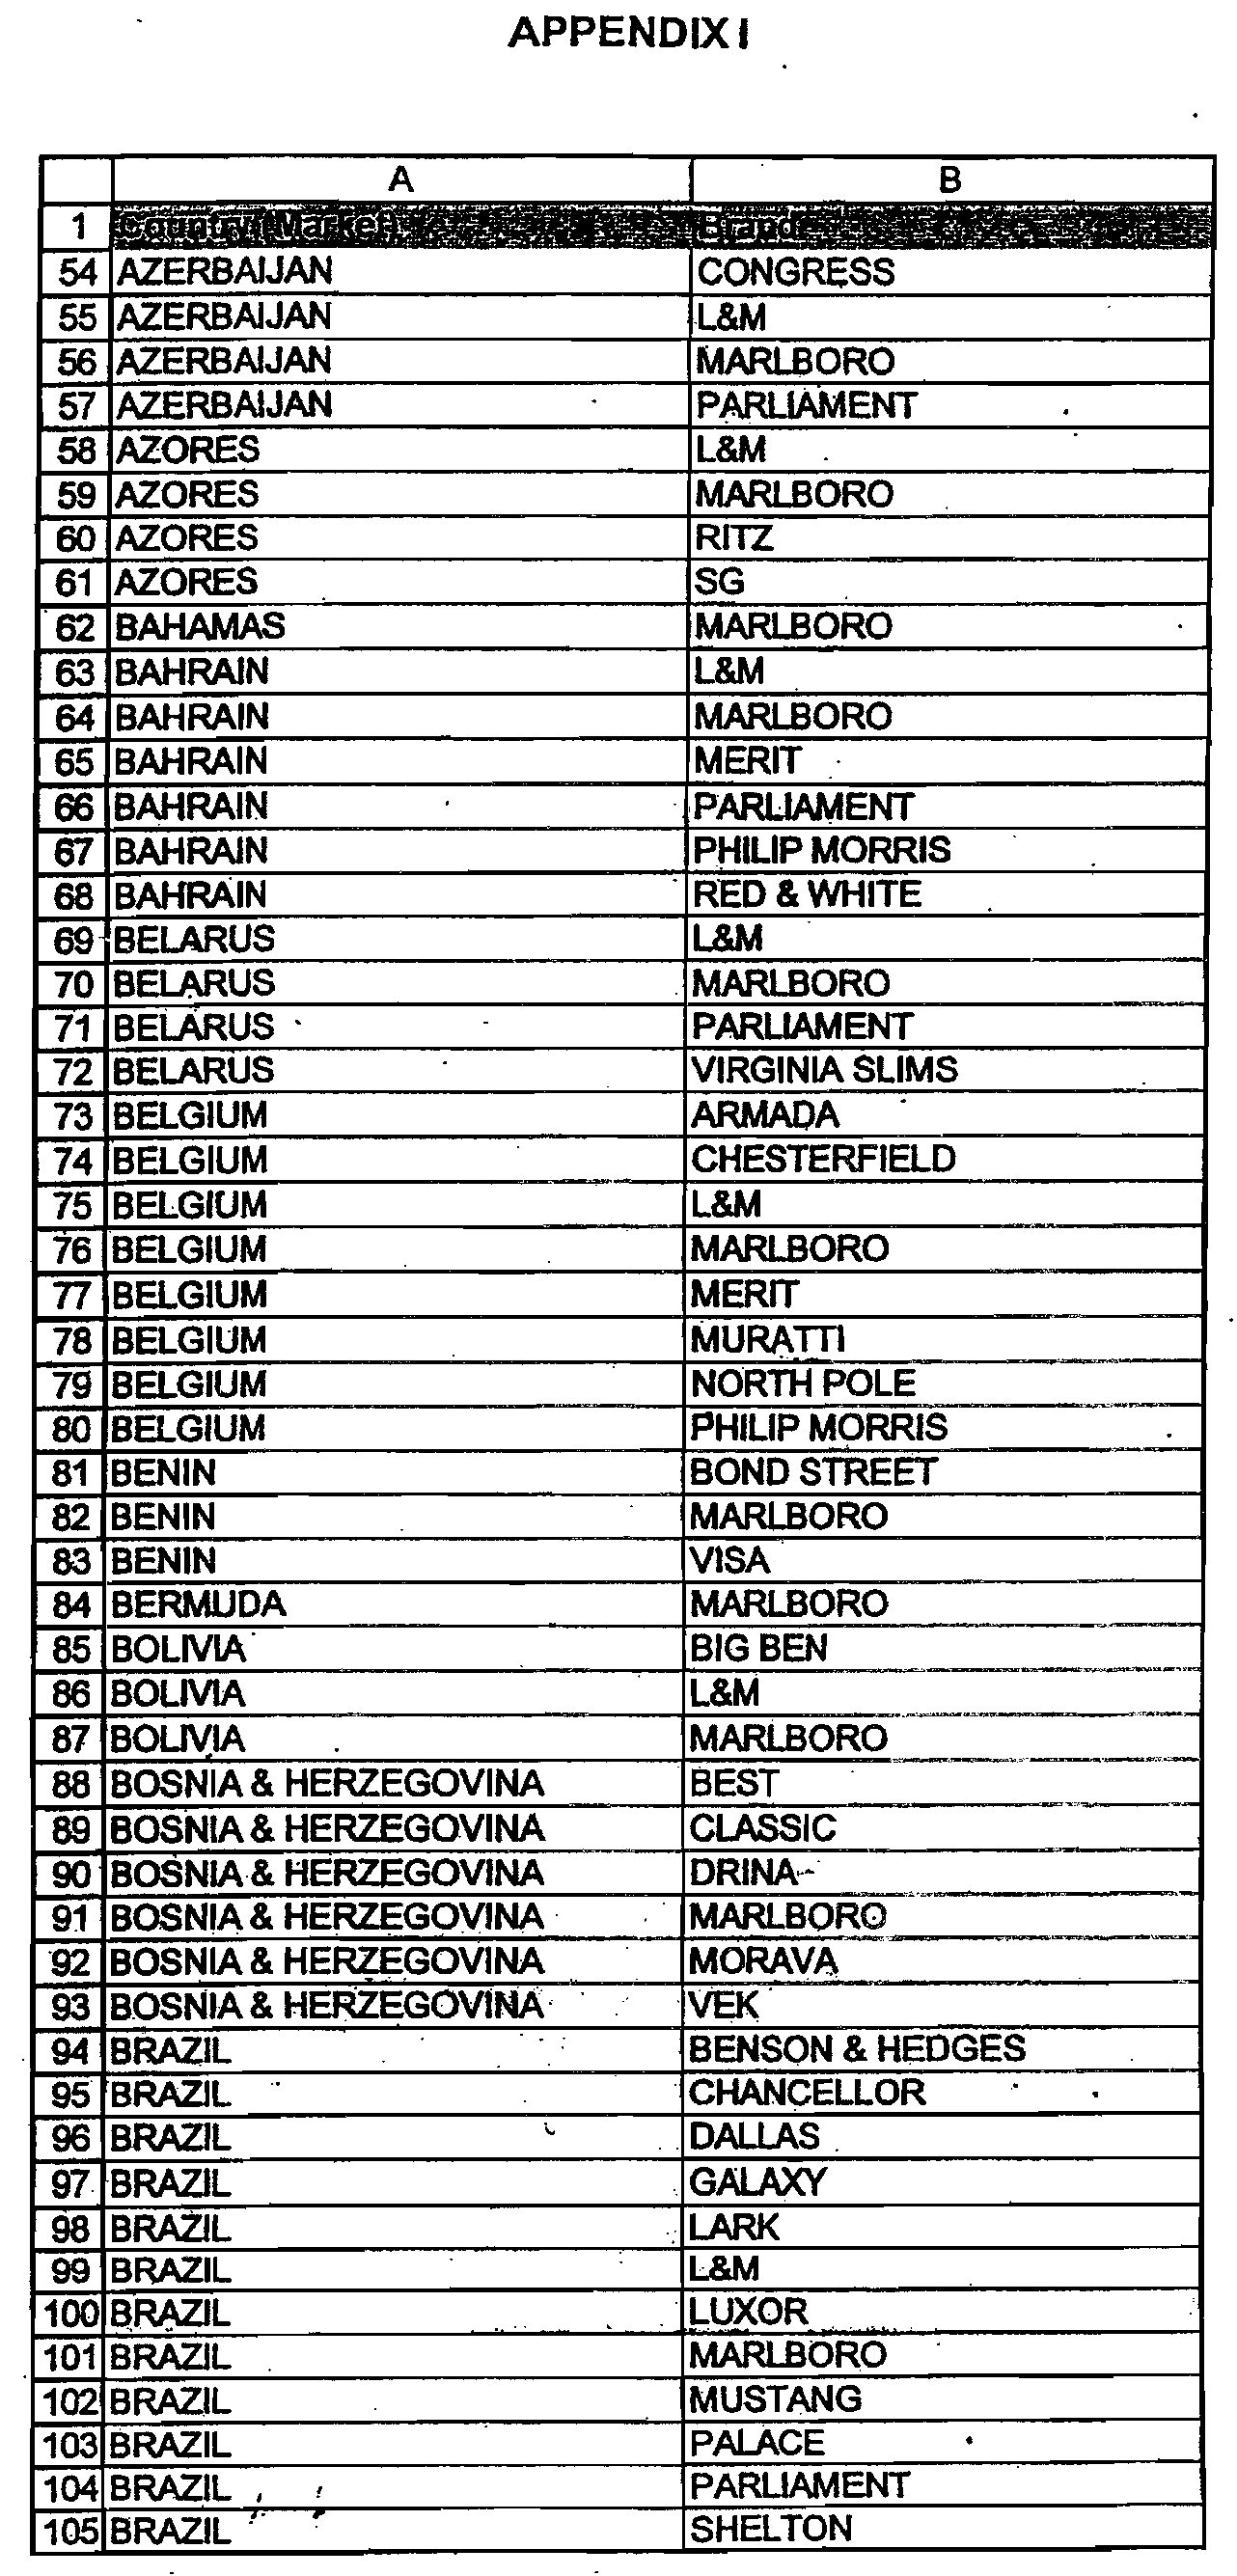 APPENDIX I
A B
1 Country (Market) Brand
54 AZERBAIJAN CONGRESS
55 AZERBAIJAN L&M
56 AZERBAIJAN MARLBORO
57 AZERBAIJAN PARLIAMENT
58 AZORES L&M
59 AZORES MARLBORO
60 AZORES RITZ
61 AZORES SG
62 BAHAMAS MARLBORO
63 BAHRAIN L&M
64 BAHRAIN MARLBORO
65 BAHRAIN MERIT
66 BAHRAIN PARLIAMENT
67 BAHRAIN PHILIP MORRIS
68 BAHRAIN RED & WHITE
69 BELARUS L&M
70 BELARUS MARLBORO
71 BELARUS PARLIAMENT
72 BELARUS VIRGINIA SLIMS
73 BELGIUM ARMADA
74 BELGIUM CHESTERFIELD
75 BELGIUM L&M
76 BELGIUM MARLBORO
77 BELGIUM MERIT
78 BELGIUM MURATTI
79 BELGIUM NORTH POLE
80 BELGIUM PHILIP MORRIS
81 BENIN BOND STREET
82 BENIN MARLBORO
83 BENIN VISA
84 BERMUDA MARLBORO
85 BOLIVIA BIG BEN
86 BOLIVIA L&M
87 BOLIVIA MARLBORO
88 BOSNIA & HERZEGOVINA BEST
89 BOSNIA & HERZEGOVINA CLASSIC
90 BOSNIA & HERZEGOVINA DRINA
91 BOSNIA & HERZEGOVINA MARLBORO
92 BOSNIA & HERZEGOVINA MORAVA
93 BOSNIA & HERZEGOVINA VEK
94 BRAZIL BENSON & HEDGES
95 BRAZIL CHANCELLOR
96 BRAZIL DALLAS
97 BRAZIL GALAXY
98 BRAZIL LARK
99 BRAZIL L&M
100 BRAZIL LUXOR
101 BRAZIL MARLBORO
102 BRAZIL MUSTANG
103 BRAZIL PALACE
104 BRAZIL PARLIAMENT
105 BRAZIL SHELTON